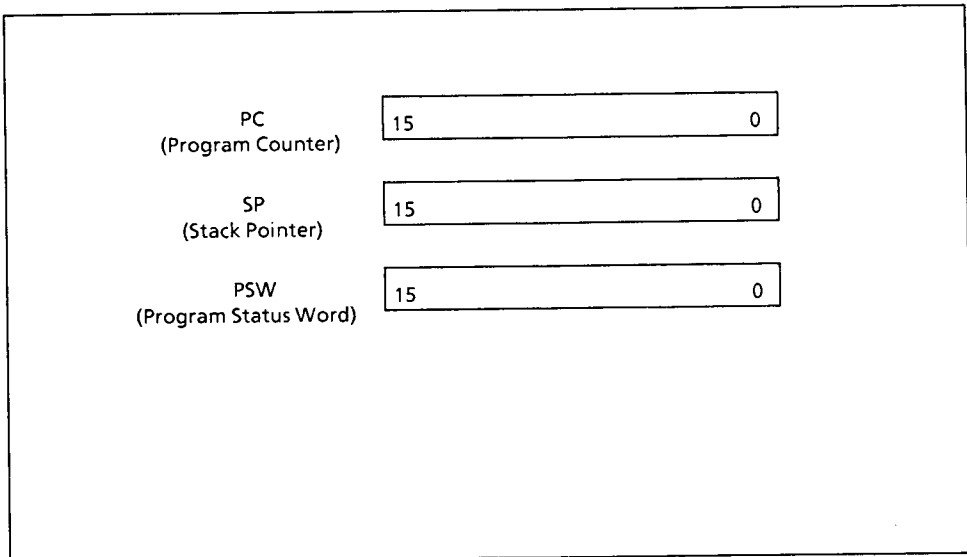 PC
(Program Counter)
15 0
SP
(Stack Pointer)
15 0
PSW
(Program Status Word)
15 0